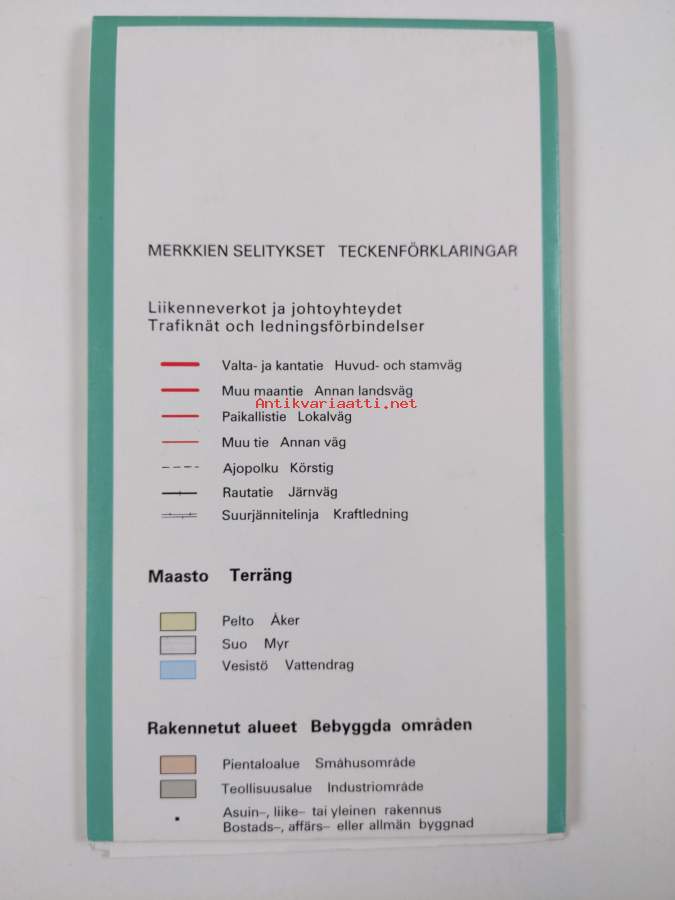 MERKKIEN SELITYKSET TECKENFÖRKLARINGAR
Liikenneverkot ja johtoyhteydet
Trafiknät och ledningsförbindelser
Valta- ja kantatie Huvud- och stamväg
Muu maantie Annan landsväg
Antikvariaatti.net
Paikallistie Lokalväg
Muu tie Annan väg
Ajopolku Körstig
Rautatie Järnväg
Suurjännitelinja Kraftledning
Maasto Terräng
Pelto Åker
Suo Myr
Vesistö Vattendrag
Rakennetut alueet Bebyggda områden
Pientaloalue Småhusområde
Teollisuusalue Industriområde
Asuin-, liike- tai yleinen rakennus
Bostads-, affärs- eller allmän byggnad